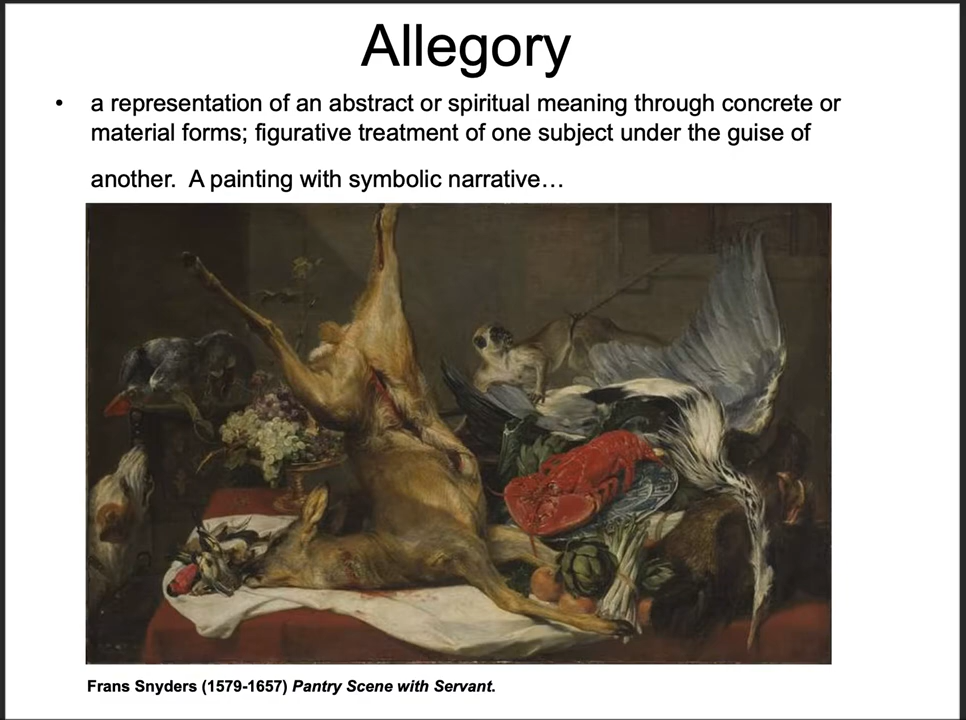 Allegory
• a representation of an abstract or spiritual meaning through concrete or
material forms; figurative treatment of one subject under the guise of
another.  A painting with symbolic narrative…
Frans Snyders (1579-1657) Pantry Scene with Servant.